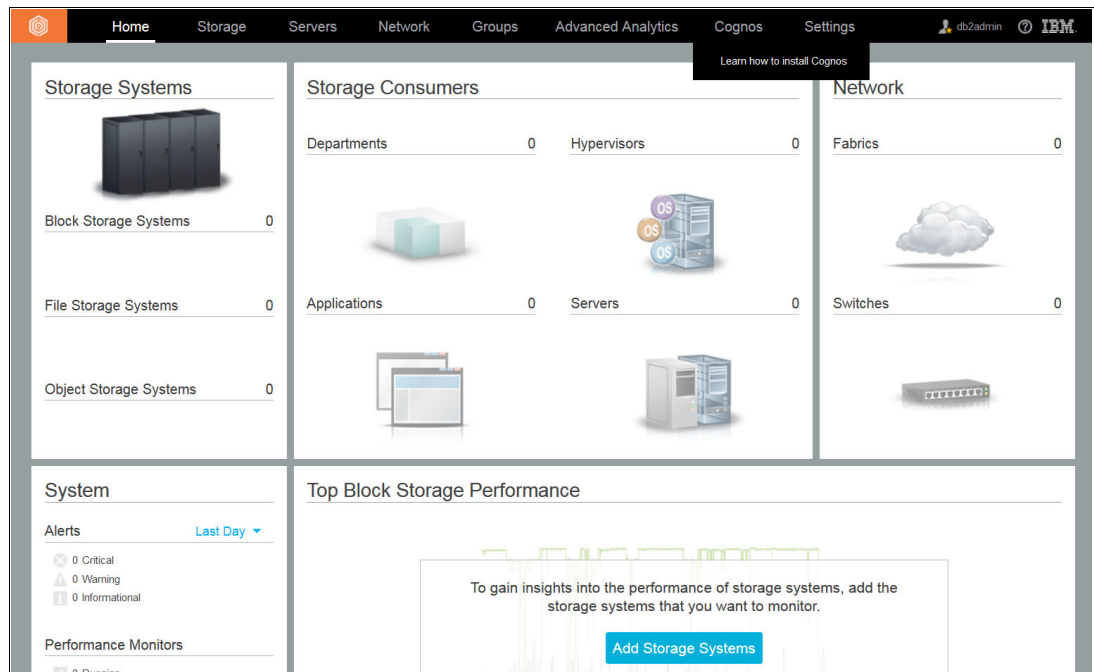 Home Storage Servers Network Groups Advanced Analytics Cognos Settings db2admin ? IBM.
Learn how to install Cognos
Storage Systems
Block Storage Systems 0
File Storage Systems 0
Object Storage Systems 0
Storage Consumers
Departments 0
Hypervisors 0
OS
OS
OS
Applications 0
Servers 0
Network
Fabrics 0
Switches 0
System
Alerts Last Day
0 Critical
0 Warning
0 Informational
Performance Monitors
0 Running
Top Block Storage Performance
To gain insights into the performance of storage systems, add the
storage systems that you want to monitor.
Add Storage Systems